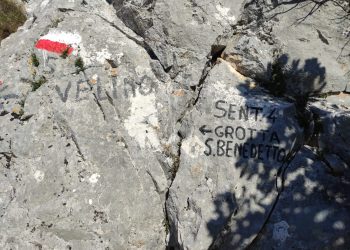 VELINO
SENT. 4
← GROTTA
S. BENEDETTO